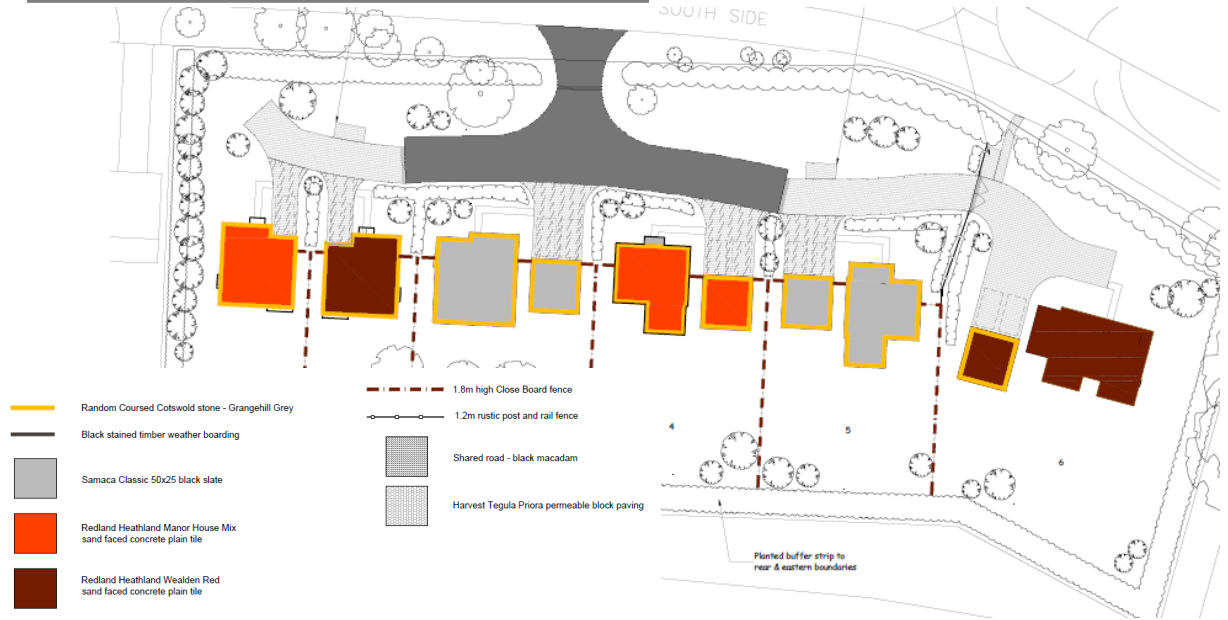 SOUTH SIDE
1.8m high Close Board fence
Random Coursed Cotswold stone - Grangehill Grey
1.2m rustic post and rail fence
Black stained timber weather boarding
4
5
6
Shared road - black macadam
Samaca Classic 50x25 black slate
Harvest Tegula Priora permeable block paving
Redland Heathland Manor House Mix
sand faced concrete plain tile
Planted buffer strip to
rear & eastern boundaries
Redland Heathland Wealden Red
sand faced concrete plain tile